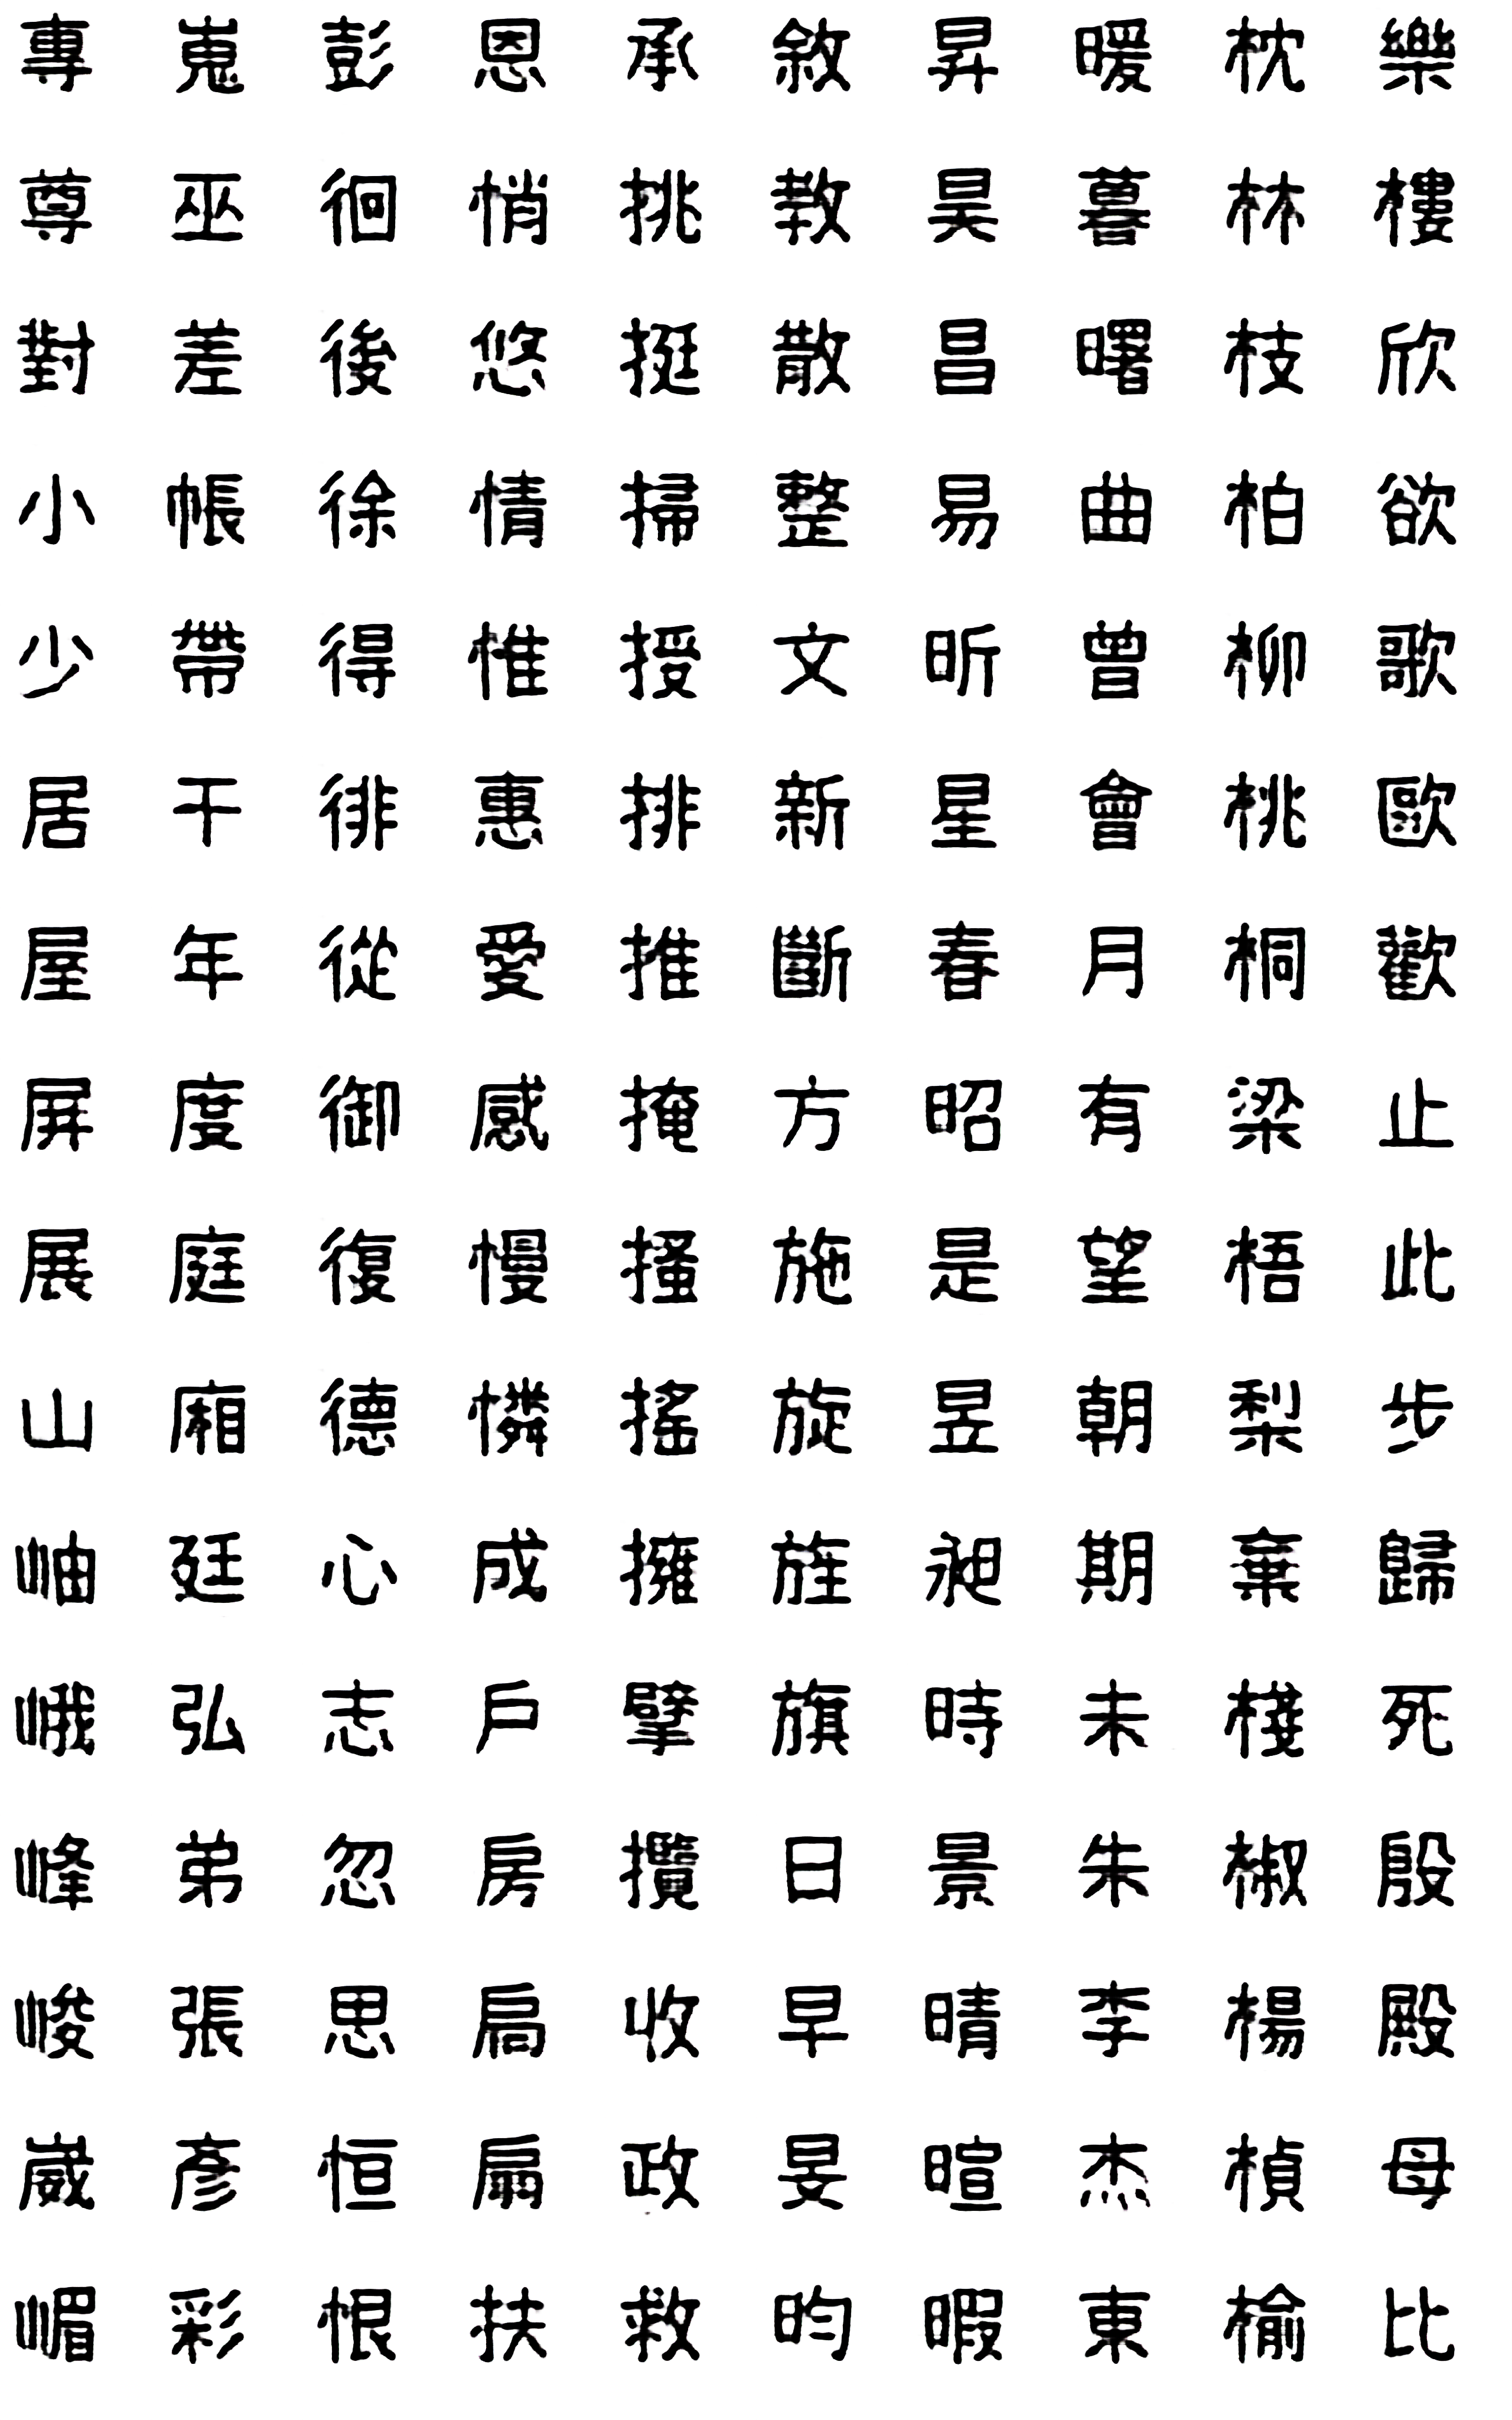 專嵬彭恩承敘昇暖枕樂
尊巫徊悄挑教昊暮林樓
對差後悠挺散昌曙枝欣
小帳徐情掃整易曲柏欲
少帶得惟授文昕曾柳歌
居干徘惠排新星會桃歐
屋年從愛推斷春月桐歡
屏度御感掩方昭有梁止
展庭復慢搔施是望梧此
山廂德憐搖旋昱朝梨步
岫廷心成擁旌昶期棄歸
峨弘志戶擘旗時未棧死
峰弟忽房攬日景朱椒殷
峻張思扃收早晴李楊殿
崴彥恒扇政晏暄杰楨母
嵋彩恨扶救昀暇東榆比